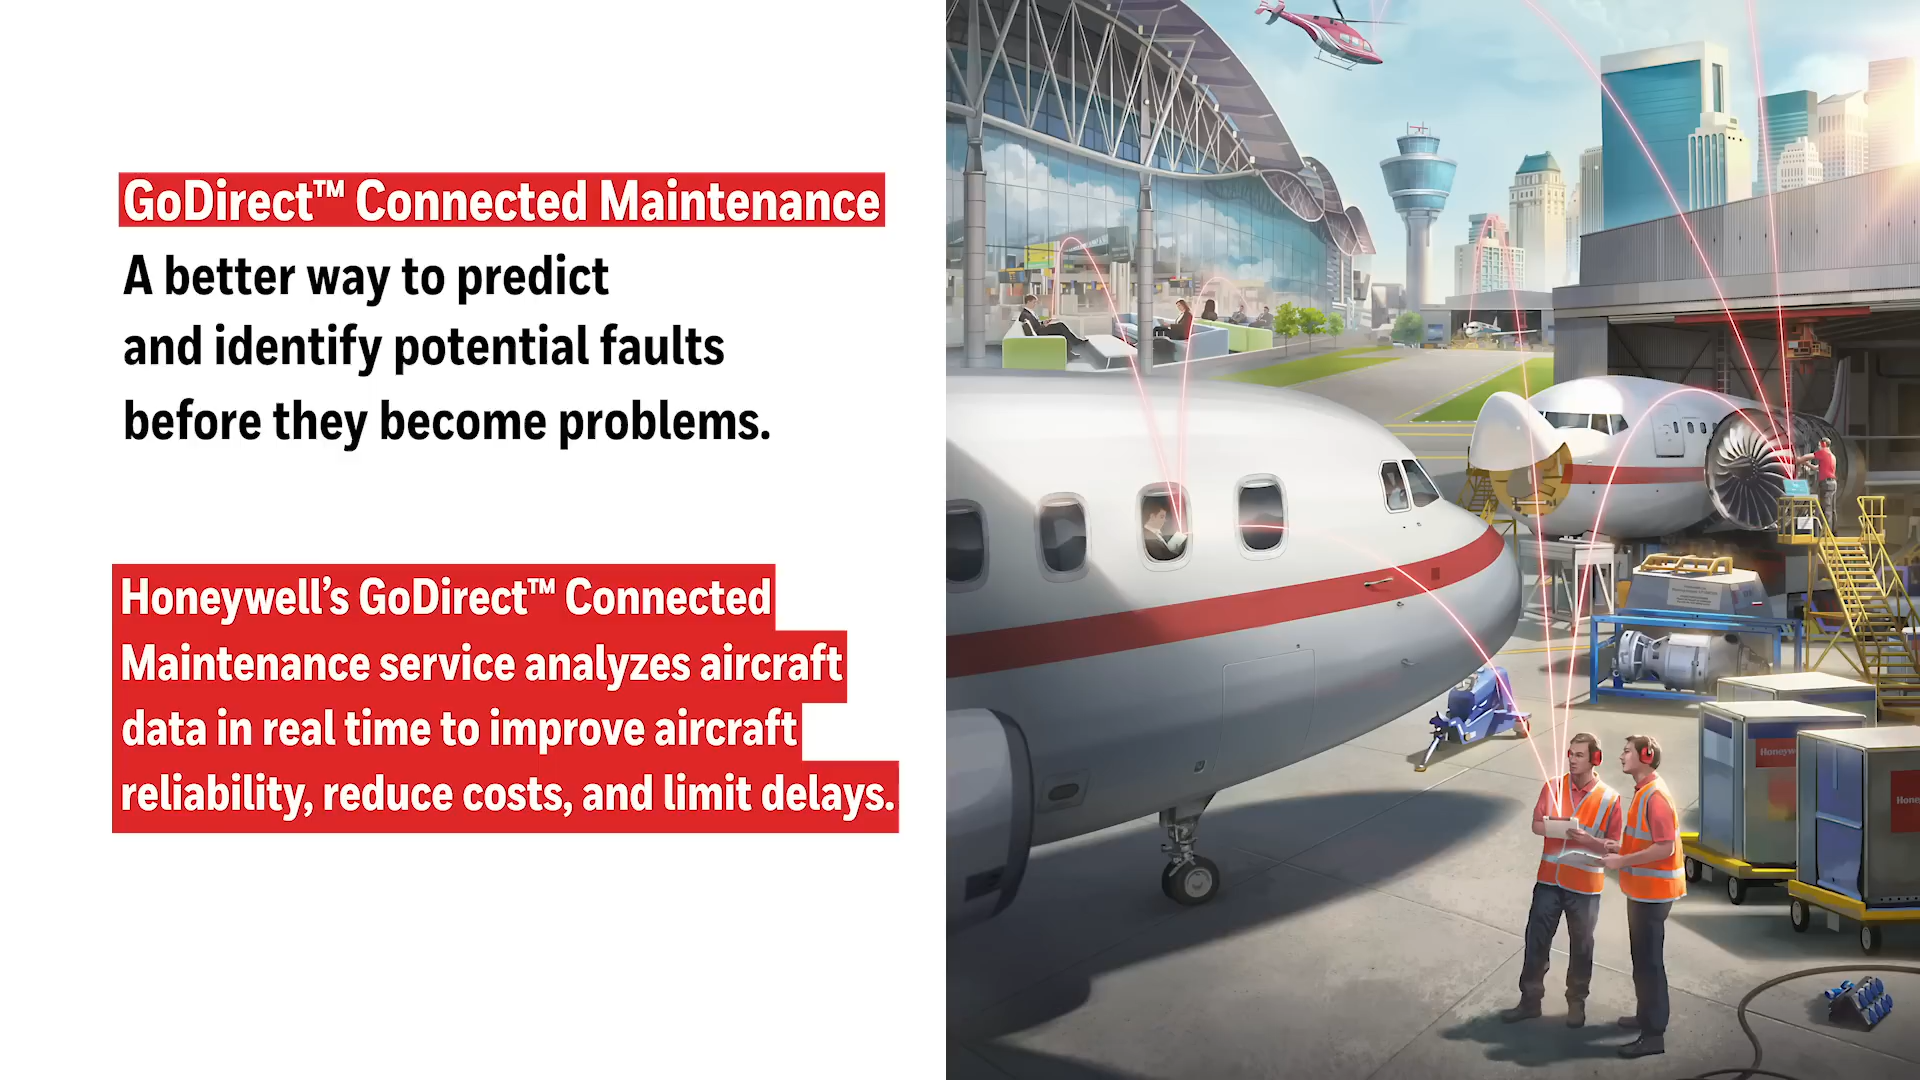 GoDirect™ Connected Maintenance
A better way to predict
and identify potential faults
before they become problems.
Honeywell’s GoDirect™ Connected
Maintenance service analyzes aircraft
data in real time to improve aircraft
reliability, reduce costs, and limit delays.